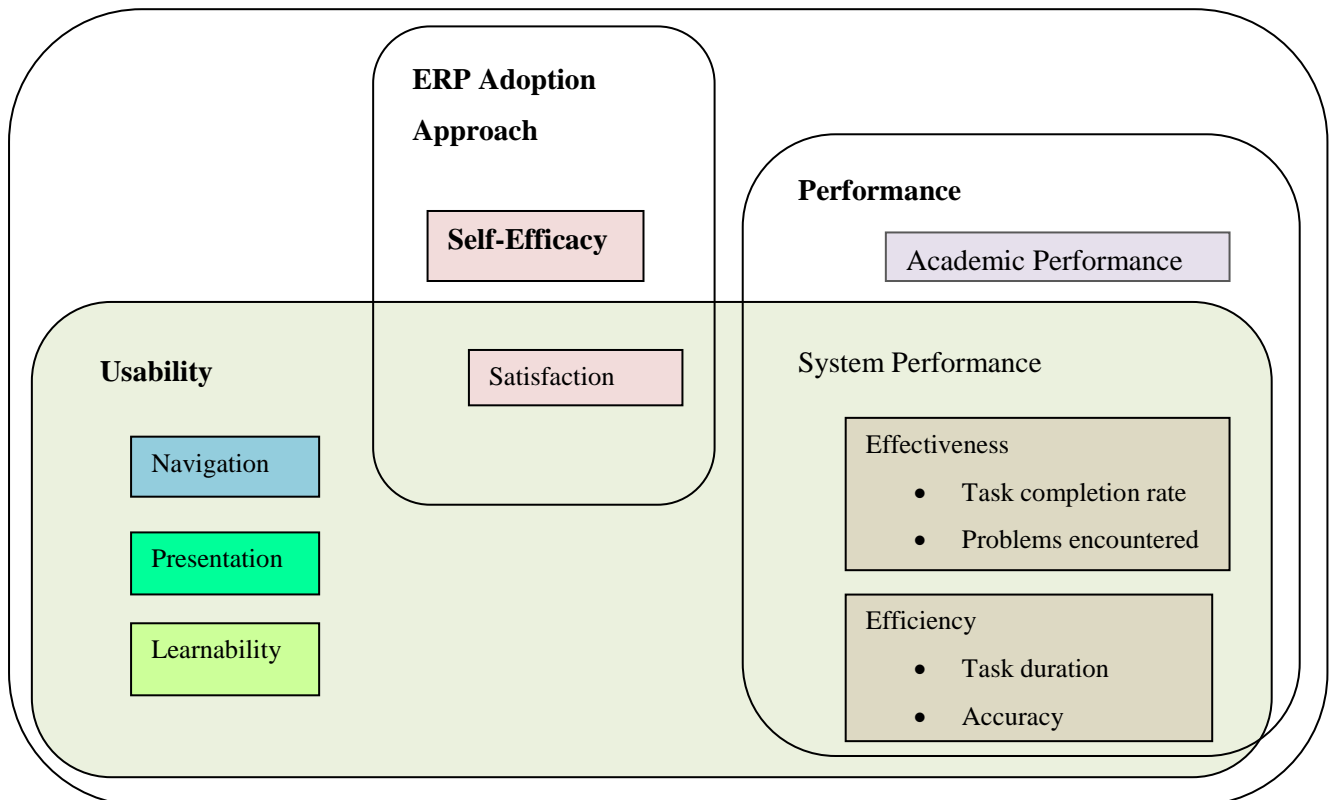 ERP Adoption
Approach
Self-Efficacy
Performance
Academic Performance
Usability
Satisfaction
System Performance
Navigation
Presentation
Learnability
Effectiveness
• Task completion rate
• Problems encountered
Efficiency
• Task duration
• Accuracy